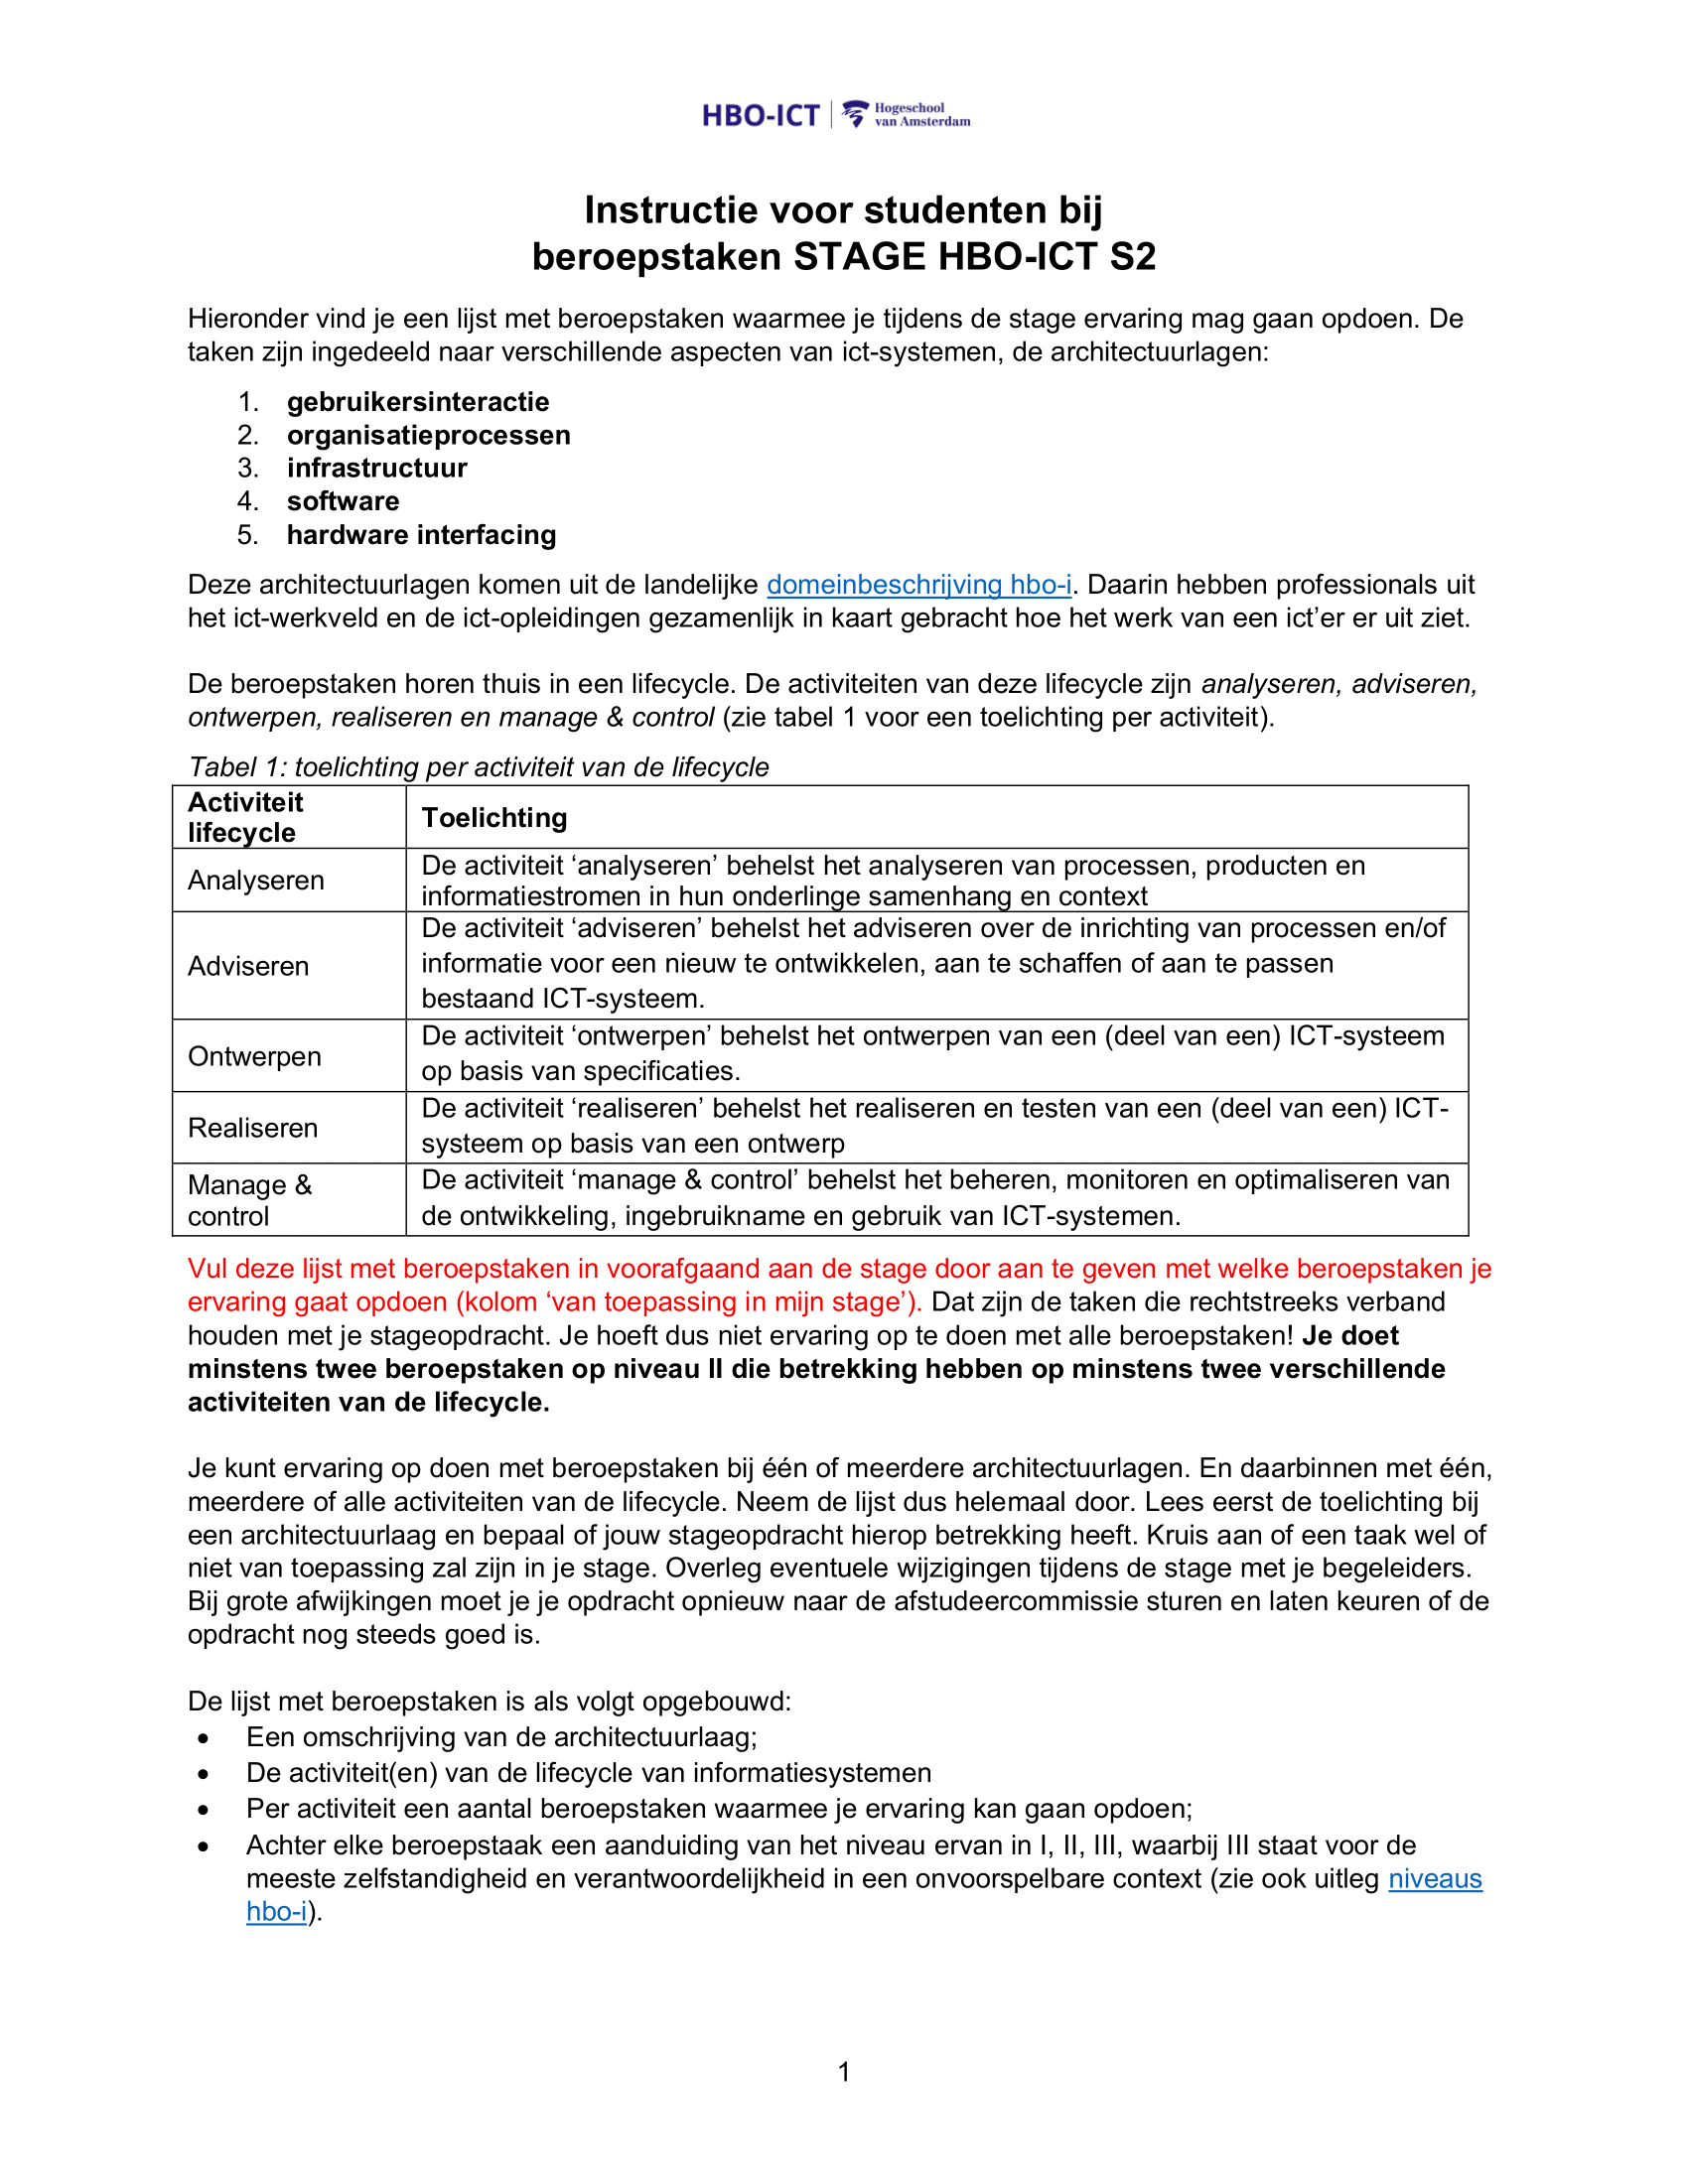 HBO-ICT | Hogeschool
van Amsterdam
Instructie voor studenten bij
beroepstaken STAGE HBO-ICT S2
Hieronder vind je een lijst met beroepstaken waarmee je tijdens de stage ervaring mag gaan opdoen. De
taken zijn ingedeeld naar verschillende aspecten van ict-systemen, de architectuurlagen:
1. gebruikersinteractie
2. organisatieprocessen
3. infrastructuur
4. software
5. hardware interfacing
Deze architectuurlagen komen uit de landelijke domeinbeschrijving hbo-i. Daarin hebben professionals uit
het ict-werkveld en de ict-opleidingen gezamenlijk in kaart gebracht hoe het werk van een ict’er er uit ziet.
De beroepstaken horen thuis in een lifecycle. De activiteiten van deze lifecycle zijn analyseren, adviseren,
ontwerpen, realiseren en manage & control (zie tabel 1 voor een toelichting per activiteit).
Tabel 1: toelichting per activiteit van de lifecycle
Activiteit
lifecycle
Toelichting
Analyseren
De activiteit ‘analyseren’ behelst het analyseren van processen, producten en
informatiestromen in hun onderlinge samenhang en context
Adviseren
De activiteit ‘adviseren’ behelst het adviseren over de inrichting van processen en/of
informatie voor een nieuw te ontwikkelen, aan te schaffen of aan te passen
bestaand ICT-systeem.
Ontwerpen
De activiteit ‘ontwerpen’ behelst het ontwerpen van een (deel van een) ICT-systeem
op basis van specificaties.
Realiseren
De activiteit ‘realiseren’ behelst het realiseren en testen van een (deel van een) ICT-
systeem op basis van een ontwerp
Manage &
control
De activiteit ‘manage & control’ behelst het beheren, monitoren en optimaliseren van
de ontwikkeling, ingebruikname en gebruik van ICT-systemen.
Vul deze lijst met beroepstaken in voorafgaand aan de stage door aan te geven met welke beroepstaken je
ervaring gaat opdoen (kolom ‘van toepassing in mijn stage’). Dat zijn de taken die rechtstreeks verband
houden met je stageopdracht. Je hoeft dus niet ervaring op te doen met alle beroepstaken! Je doet
minstens twee beroepstaken op niveau II die betrekking hebben op minstens twee verschillende
activiteiten van de lifecycle.
Je kunt ervaring op doen met beroepstaken bij één of meerdere architectuurlagen. En daarbinnen met één,
meerdere of alle activiteiten van de lifecycle. Neem de lijst dus helemaal door. Lees eerst de toelichting bij
een architectuurlaag en bepaal of jouw stageopdracht hierop betrekking heeft. Kruis aan of een taak wel of
niet van toepassing zal zijn in je stage. Overleg eventuele wijzigingen tijdens de stage met je begeleiders.
Bij grote afwijkingen moet je je opdracht opnieuw naar de afstudeercommissie sturen en laten keuren of de
opdracht nog steeds goed is.
De lijst met beroepstaken is als volgt opgebouwd:
• Een omschrijving van de architectuurlaag;
• De activiteit(en) van de lifecycle van informatiesystemen
• Per activiteit een aantal beroepstaken waarmee je ervaring kan gaan opdoen;
• Achter elke beroepstaak een aanduiding van het niveau ervan in I, II, III, waarbij III staat voor de
meeste zelfstandigheid en verantwoordelijkheid in een onvoorspelbare context (zie ook uitleg niveaus
hbo-i).
1